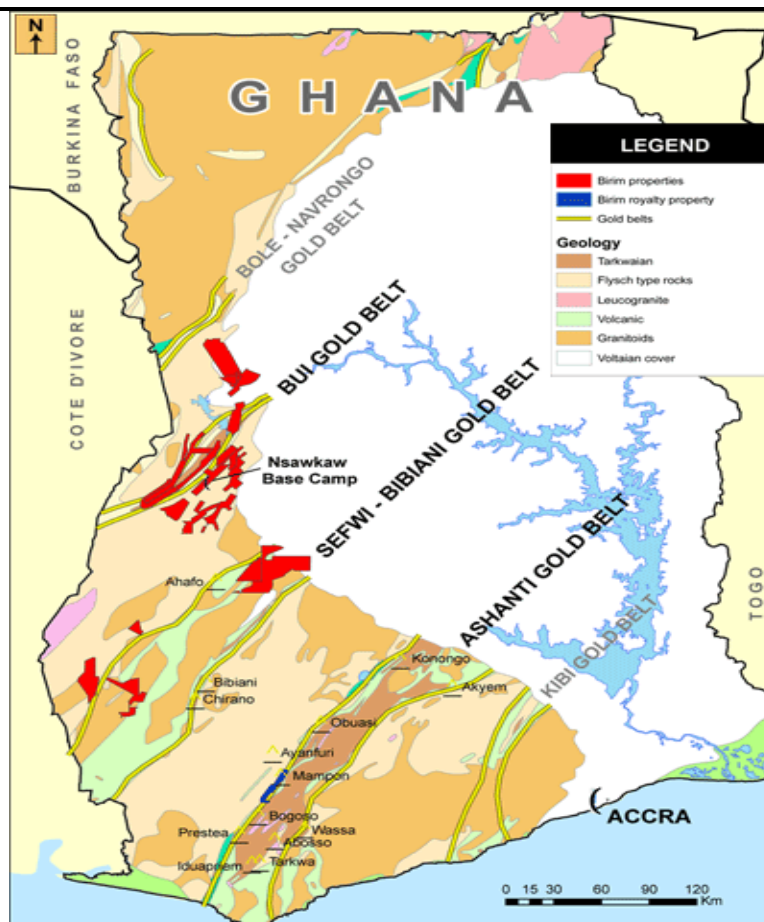 N
GHANA
BURKINA FASO
COTE D'IVORE
TOGO
LEGEND
Birim properties
Birim royalty property
Gold belts
Geology
Tarkwaian
Flysch type rocks
Leucogranite
Volcanic
Granitoids
Voltaian cover
BOLE - NAVRONGO
GOLD BELT
BUI GOLD BELT
SEFWI - BIBIANI GOLD BELT
ASHANTI GOLD BELT
KIBI GOLD BELT
Nsawkaw
Base Camp
Ahafo
Bibiani
Chirano
Konongo
Akyem
Obuasi
Ayanfuri
Mampon
Bogoso
Prestea
Wassa
Abosso
Iduapriem
Tarkwa
ACCRA
0 15 30 60 90 120
Km